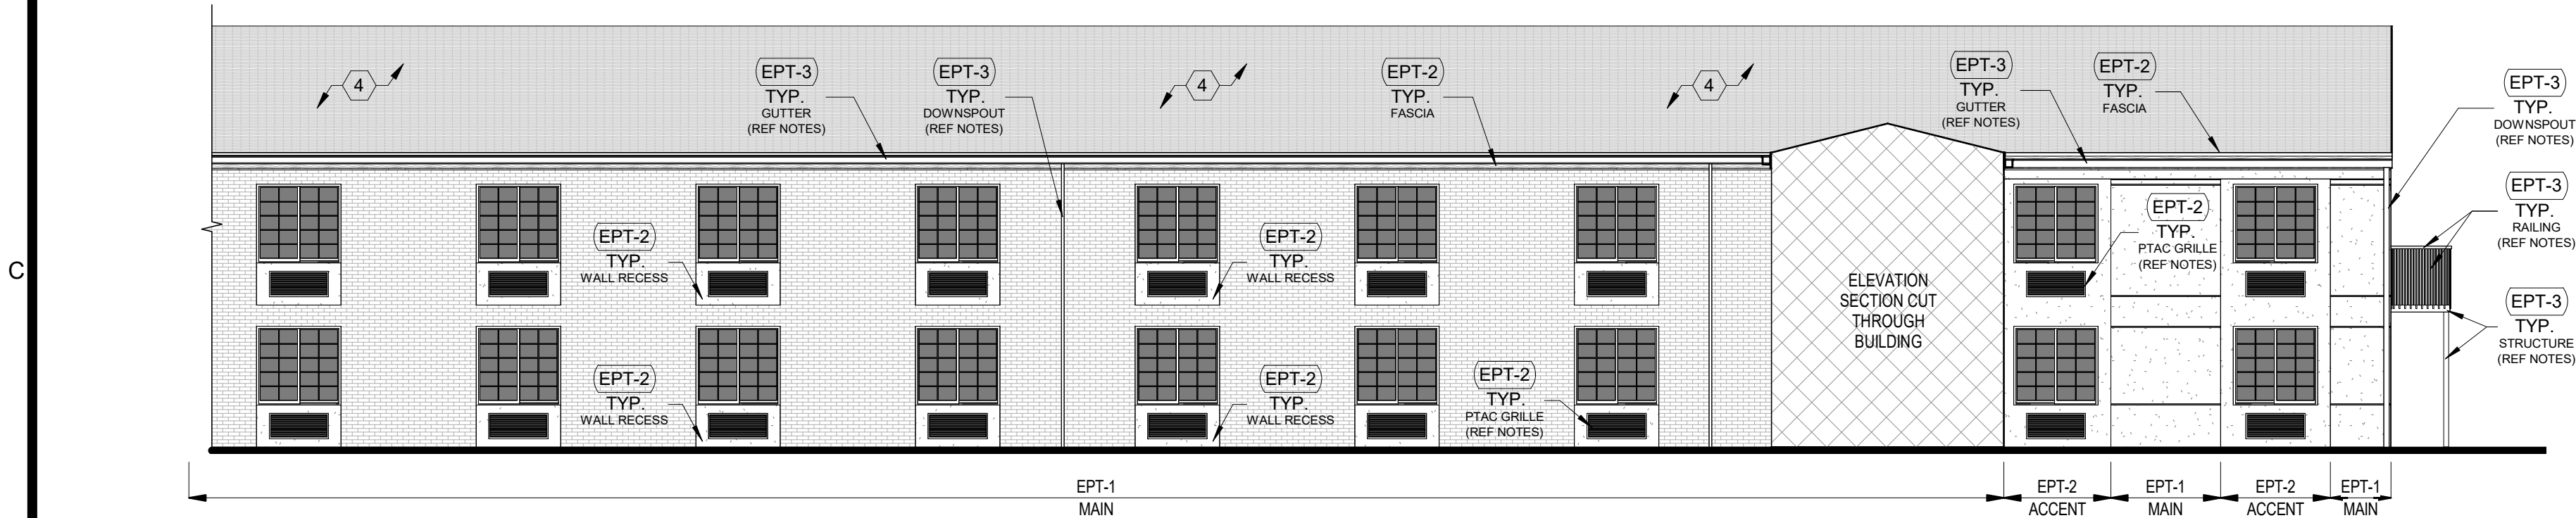 4
EPT-3
TYP.
GUTTER
(REF NOTES)
EPT-3
TYP.
DOWNSPOUT
(REF NOTES)
4
EPT-2
TYP.
FASCIA
4
EPT-3
TYP.
GUTTER
(REF NOTES)
EPT-2
TYP.
FASCIA
EPT-3
TYP.
DOWNSPOUT
(REF NOTES)
EPT-2
TYP.
WALL RECESS
EPT-2
TYP.
WALL RECESS
EPT-2
TYP.
PTAC GRILLE
(REF NOTES)
EPT-3
TYP.
RAILING
(REF NOTES)
C
ELEVATION
SECTION CUT
THROUGH
BUILDING
EPT-3
TYP.
STRUCTURE
(REF NOTES)
EPT-2
TYP.
WALL RECESS
EPT-2
TYP.
WALL RECESS
EPT-2
TYP.
PTAC GRILLE
(REF NOTES)
EPT-1
MAIN
EPT-2
ACCENT
EPT-1
MAIN
EPT-2
ACCENT
EPT-1
MAIN